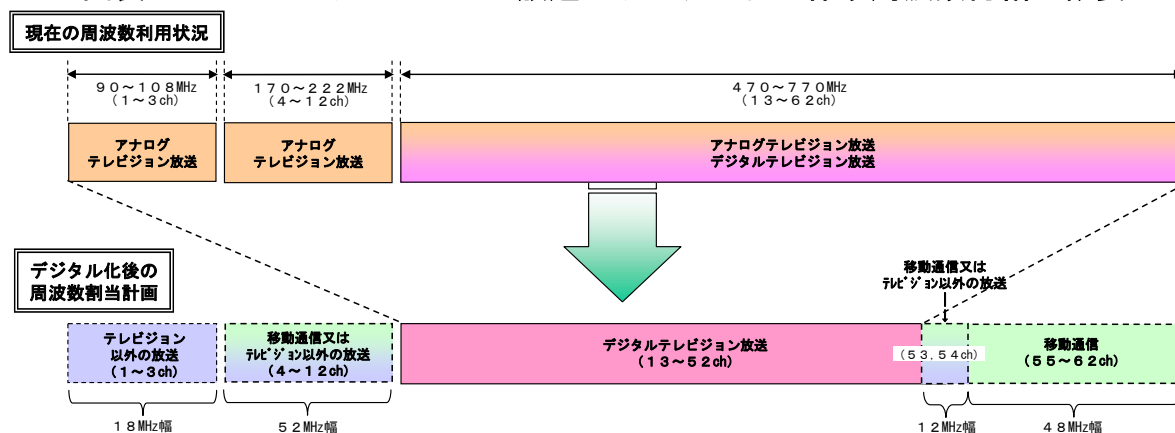 現在の周波数利用状況
９０～１０８MHz
（１～３ch）
１７０～２２２MHz
（４～１２ch）
４７０～７７０MHz
（１３～６２ch）
アナログ
テレビジョン放送
アナログ
テレビジョン放送
アナログテレビジョン放送
デジタルテレビジョン放送
デジタル化後の
周波数割当計画
移動通信又は
ﾃﾚﾋﾞｼﾞｮﾝ以外の放送
テレビジョン
以外の放送
（１～３ch）
移動通信又は
ﾃﾚﾋﾞｼﾞｮﾝ以外の放送
（４～１２ch）
デジタルテレビジョン放送
（１３～５２ch）
（５３，５４ch）
移動通信
（５５～６２ch）
１８MHz幅
５２MHz幅
１２MHz幅
４８MHz幅